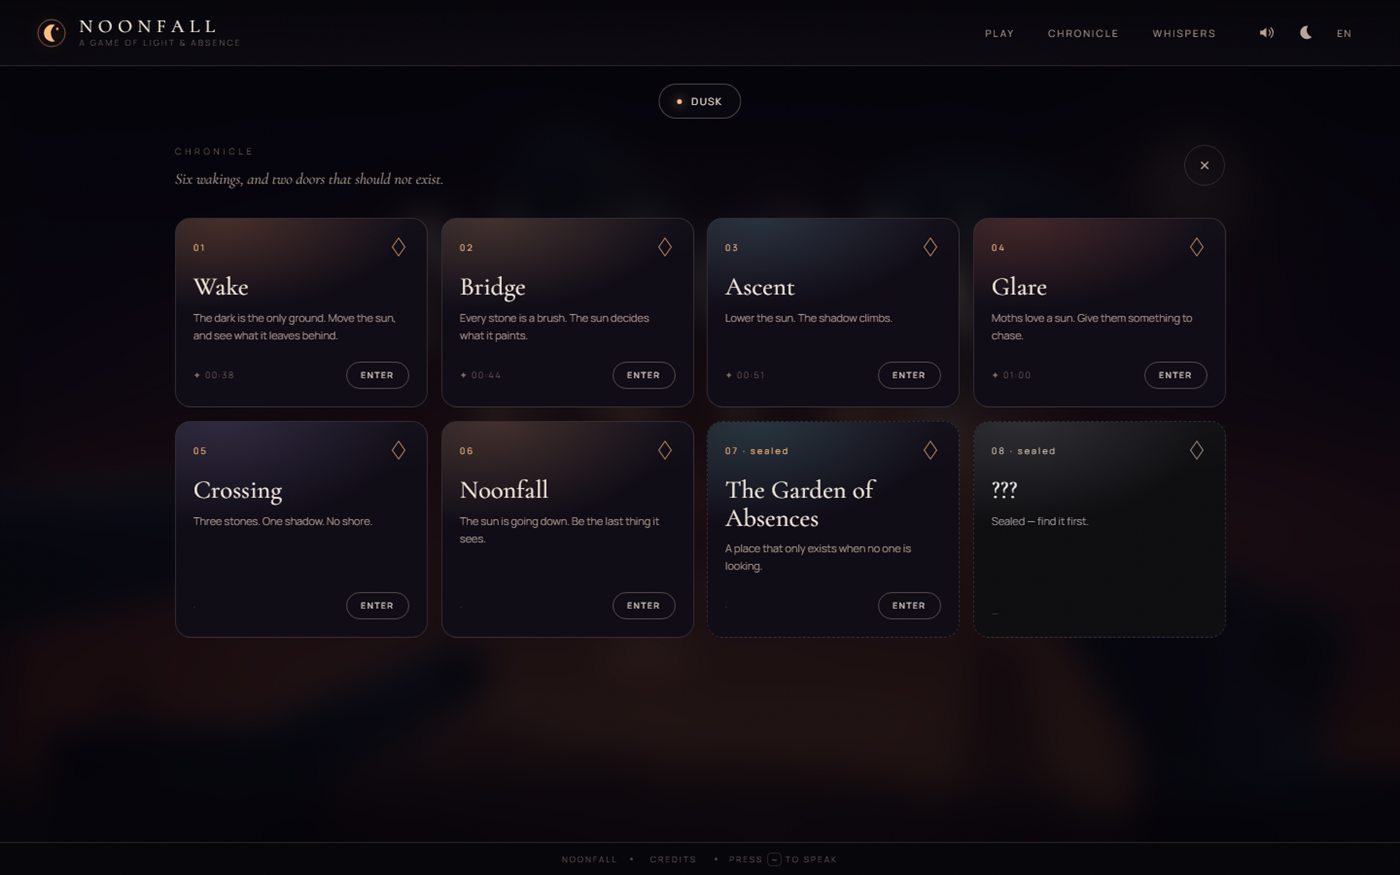 NOONFALL
A GAME OF LIGHT & ABSENCE
PLAY
CHRONICLE
WHISPERS
EN
DUSK
CHRONICLE
Six wakings, and two doors that should not exist.
01
Wake
The dark is the only ground. Move the sun,
and see what it leaves behind.
✦ 00:38
ENTER
02
Bridge
Every stone is a brush. The sun decides
what it paints.
✦ 00:44
ENTER
03
Ascent
Lower the sun. The shadow climbs.
✦ 00:51
ENTER
04
Glare
Moths love a sun. Give them something to
chase.
✦ 01:00
ENTER
05
Crossing
Three stones. One shadow. No shore.
·
ENTER
06
Noonfall
The sun is going down. Be the last thing it
sees.
·
ENTER
07 · sealed
The Garden of
Absences
A place that only exists when no one is
looking.
·
ENTER
08 · sealed
???
Sealed — find it first.
—
NOONFALL • CREDITS • PRESS ~ TO SPEAK